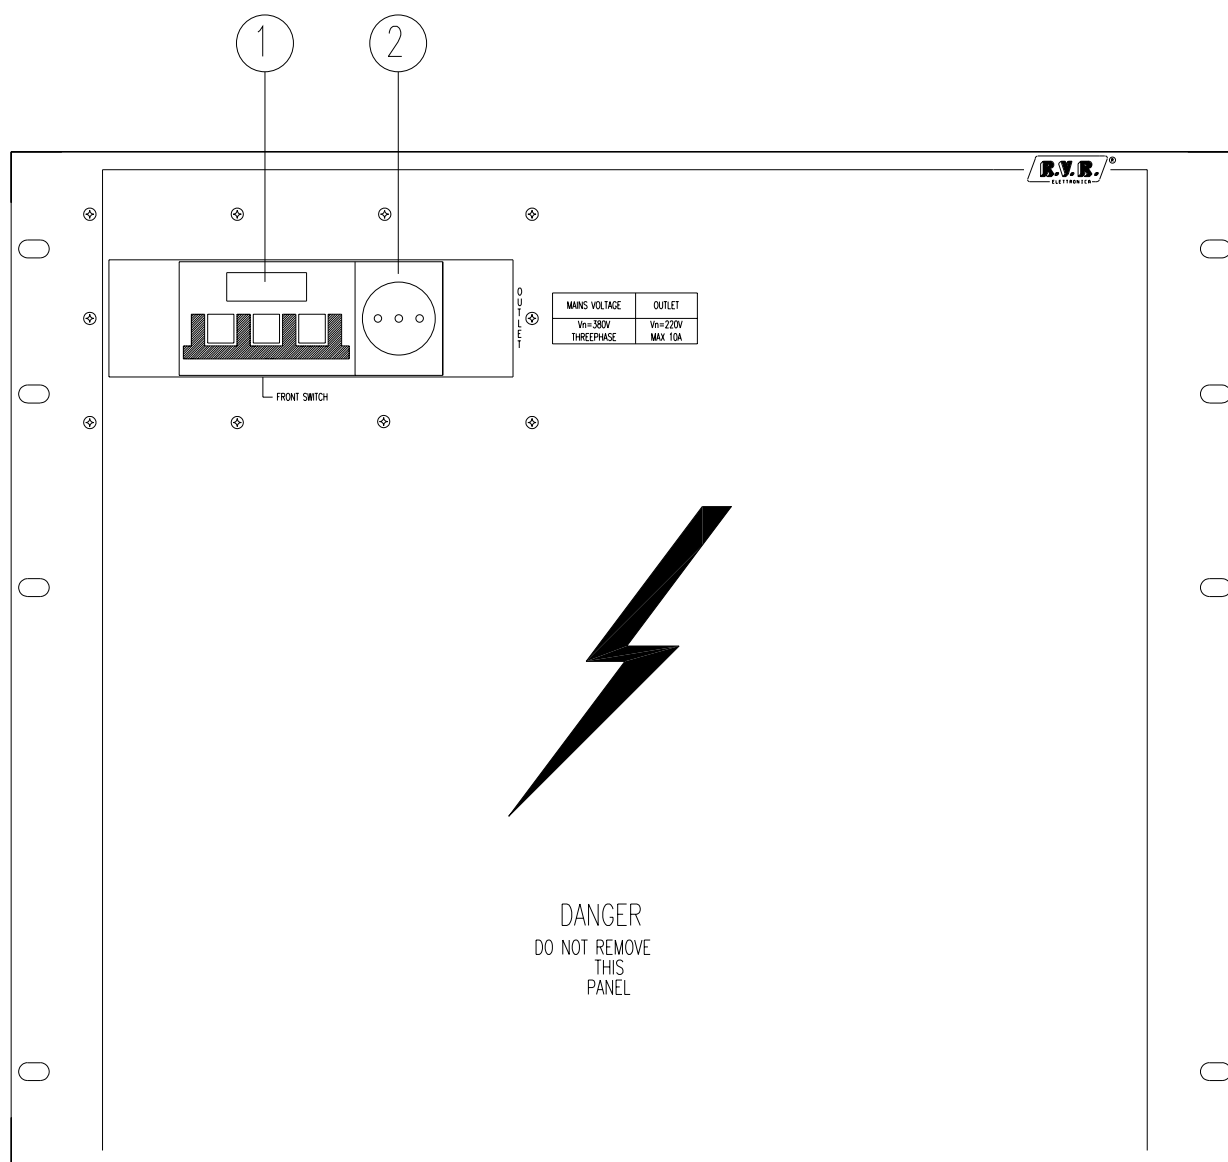 1
2
R.V.R.®
ELETTRONICA
OUTLET
MAINS VOLTAGE OUTLET
Vn=380V Vn=220V
THREEPHASE MAX 10A
FRONT SWITCH
DANGER
DO NOT REMOVE
THIS
PANEL